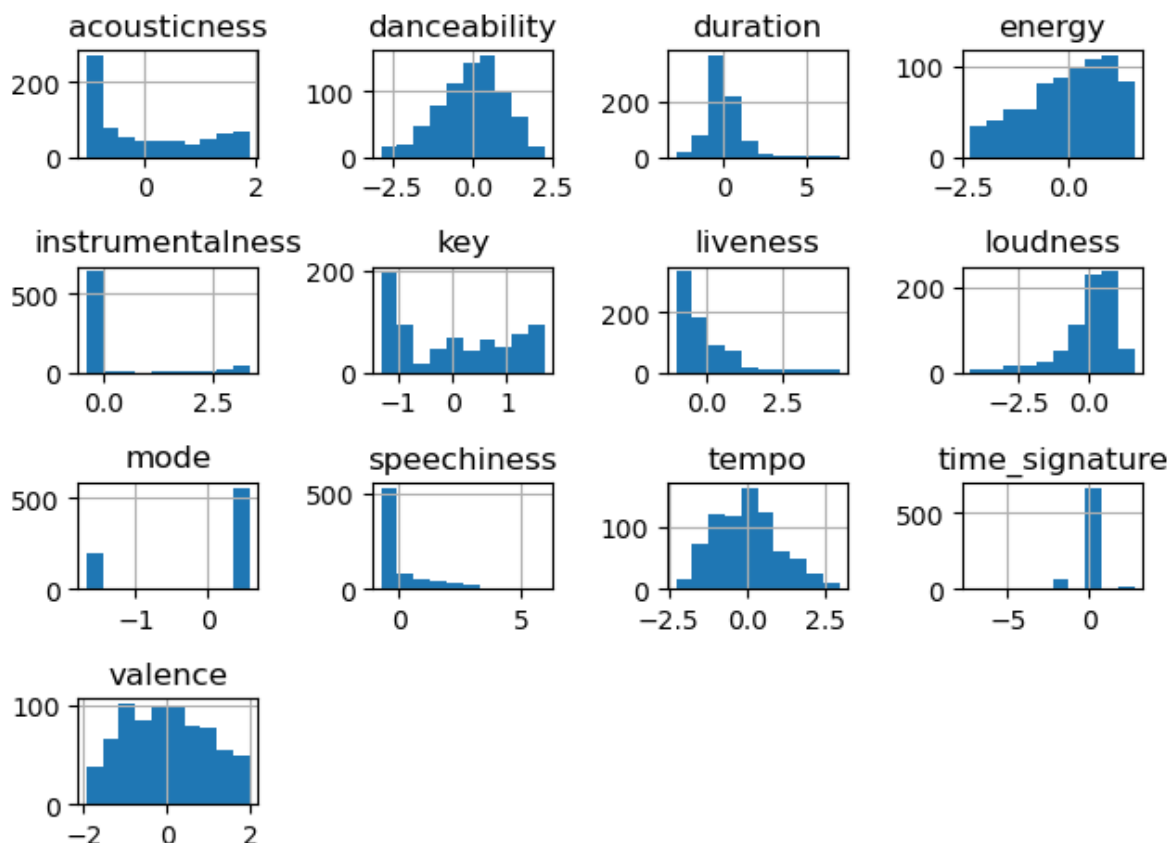 acousticness danceability duration energy
200 100 200 100
0 0 0 0
0 2 −2.5 0.0 2.5 0 5 −2.5 0.0
instrumentalness key liveness loudness
500 200 200 200
0 0 0 0
0.0 2.5 −1 0 1 0.0 2.5 −2.5 0.0
mode speechiness tempo time_signature
500 500 100 500
0 0 0 0
−1 0 0 5 −2.5 0.0 2.5 −5 0
valence
100
0
−2 0 2